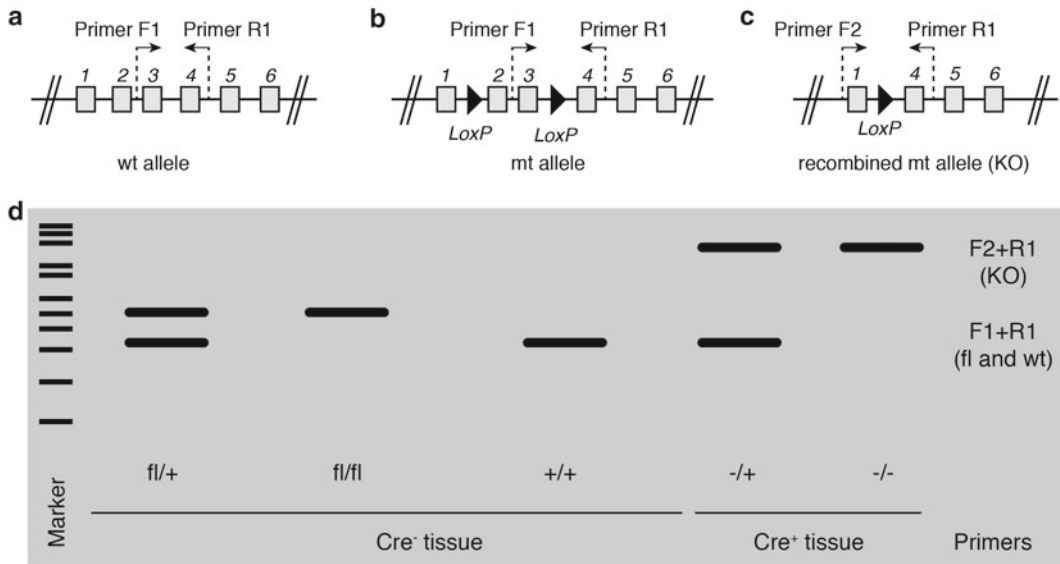 a
Primer F1 Primer R1
1 2 3 4 5 6
wt allele
b
Primer F1 Primer R1
1 2 3 4 5 6
LoxP LoxP
mt allele
c
Primer F2 Primer R1
1 4 5 6
LoxP
recombined mt allele (KO)
d
F2+R1
(KO)
F1+R1
(fl and wt)
Marker
fl/+ fl/fl +/+ -/+ -/-
Cre- tissue Cre+ tissue Primers